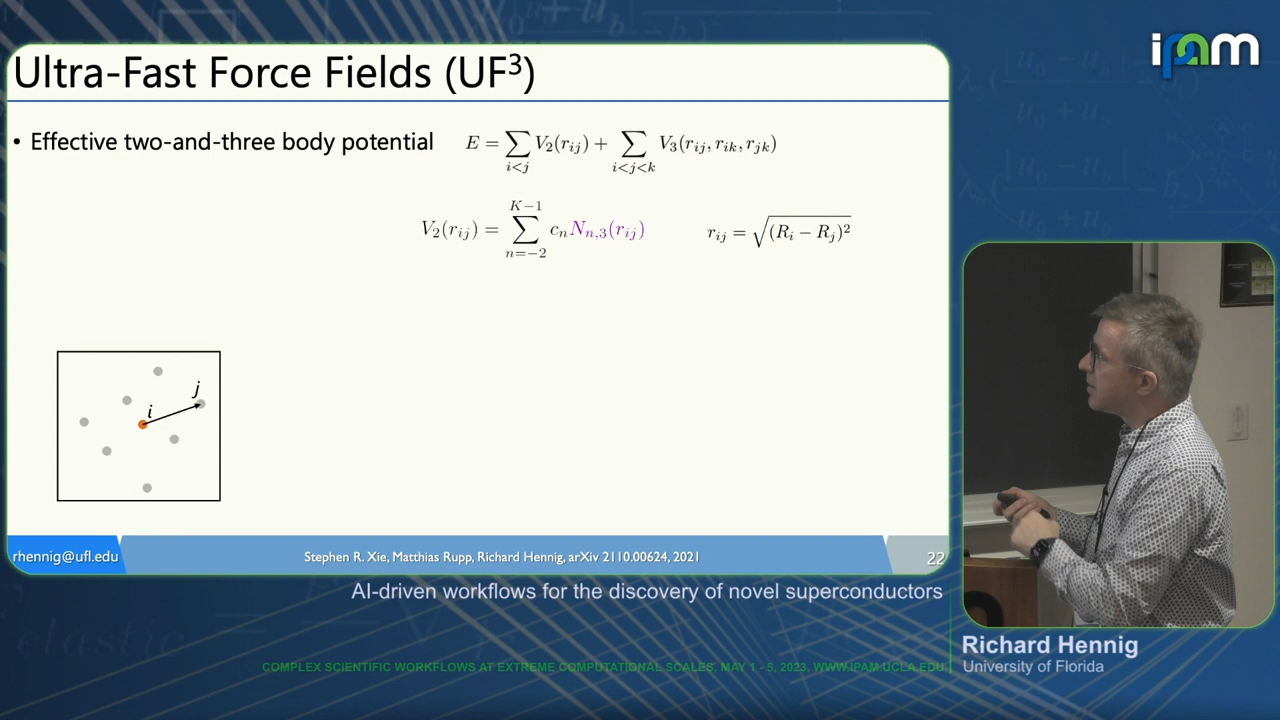 ipam
Ultra-Fast Force Fields (UF³)
• Effective two-and-three body potential E = ∑_{i<j} V₂(r_{ij}) + ∑_{i<j<k} V₃(r_{ij}, r_{ik}, r_{jk})
V₂(r_{ij}) = ∑_{n=−2}^{K−1} c_n N_{n,3}(r_{ij}) r_{ij} = √(R_i − R_j)²
j
i
rhennig@ufl.edu Stephen R. Xie, Matthias Rupp, Richard Hennig, arXiv 2110.00624, 2021 22
AI-driven workflows for the discovery of novel superconductors
Richard Hennig
University of Florida
COMPLEX SCIENTIFIC WORKFLOWS AT EXTREME COMPUTATIONAL SCALES, MAY 1 - 5, 2023, WWW.IPAM.UCLA.EDU
elastic